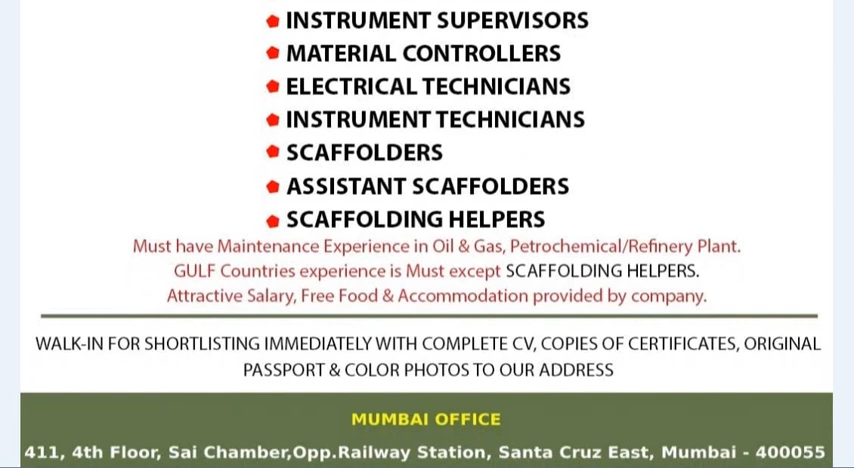 INSTRUMENT SUPERVISORS
MATERIAL CONTROLLERS
ELECTRICAL TECHNICIANS
INSTRUMENT TECHNICIANS
SCAFFOLDERS
ASSISTANT SCAFFOLDERS
SCAFFOLDING HELPERS
Must have Maintenance Experience in Oil & Gas, Petrochemical/Refinery Plant.
GULF Countries experience is Must except SCAFFOLDING HELPERS.
Attractive Salary, Free Food & Accommodation provided by company.
WALK-IN FOR SHORTLISTING IMMEDIATELY WITH COMPLETE CV, COPIES OF CERTIFICATES, ORIGINAL
PASSPORT & COLOR PHOTOS TO OUR ADDRESS
MUMBAI OFFICE
411, 4th Floor, Sai Chamber,Opp.Railway Station, Santa Cruz East, Mumbai - 400055